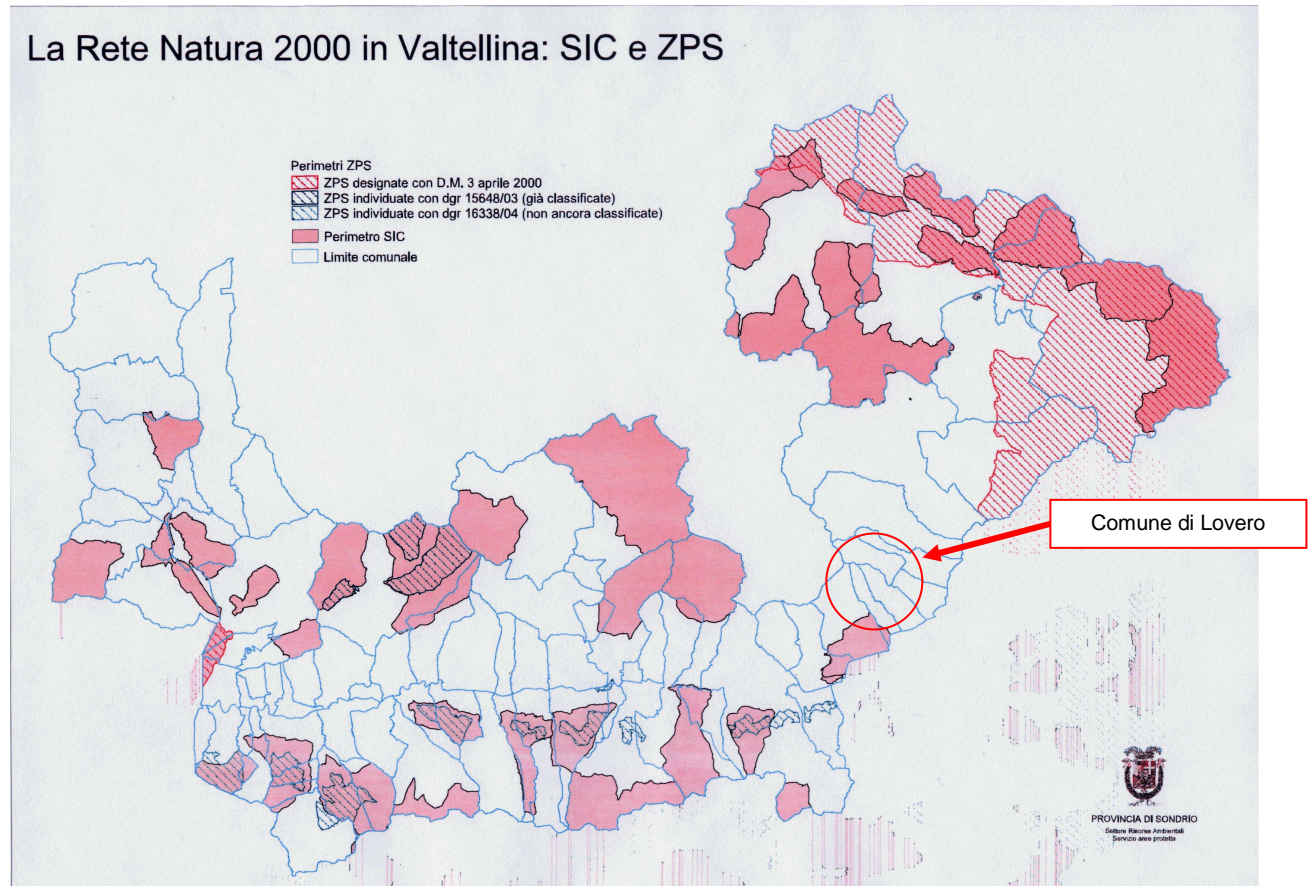 La Rete Natura 2000 in Valtellina: SIC e ZPS
Perimetri ZPS
ZPS designate con D.M. 3 aprile 2000
ZPS individuate con dgr 15648/03 (già classificate)
ZPS individuate con dgr 16338/04 (non ancora classificate)
Perimetro SIC
Limite comunale
Comune di Lovero
PROVINCIA DI SONDRIO
Settore Risorse Ambientali
Servizio aree protette